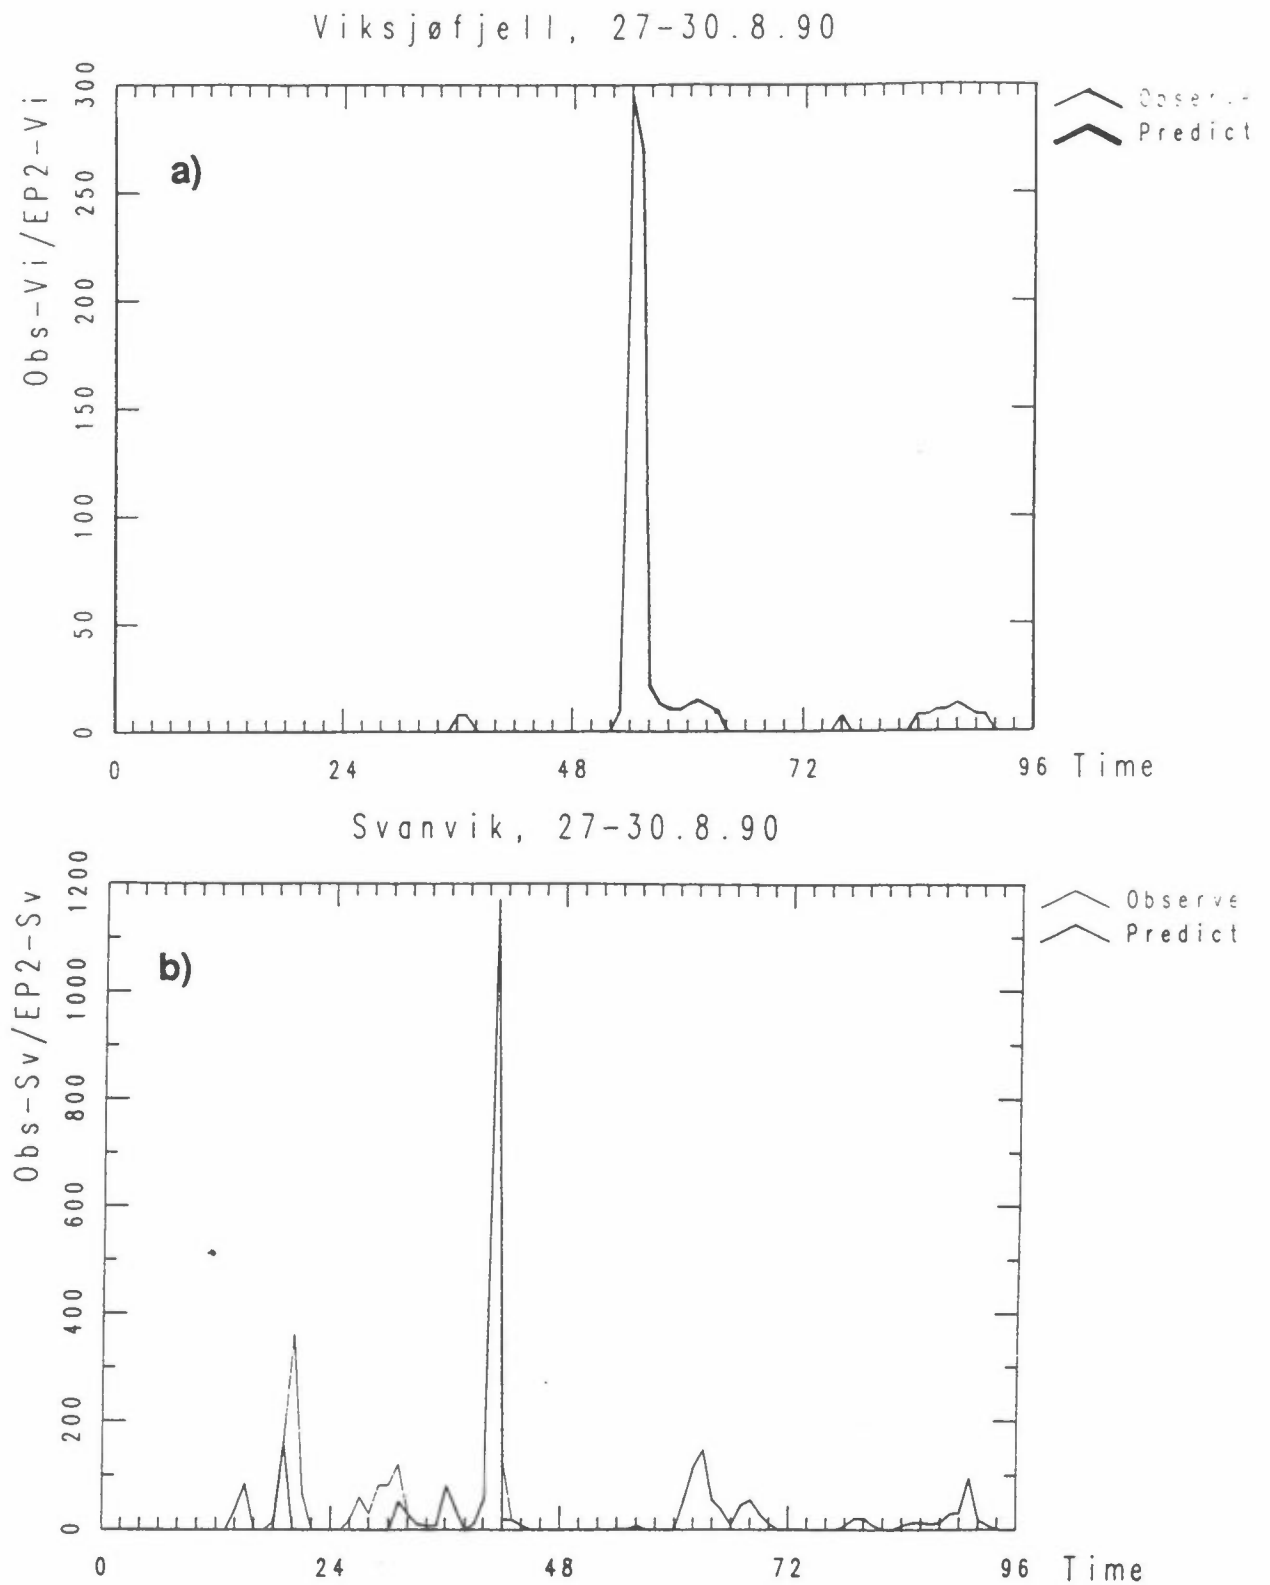 Viksjøfjell, 27-30.8.90
Obs-Vi/EP2-Vi
300
250
200
150
100
50
0
a)
Predict
0 24 48 72 96 Time
Svanvik, 27-30.8.90
Obs-Sv/EP2-Sv
1200
1000
800
600
400
200
0
b)
Observe
Predict
0 24 48 72 96 Time